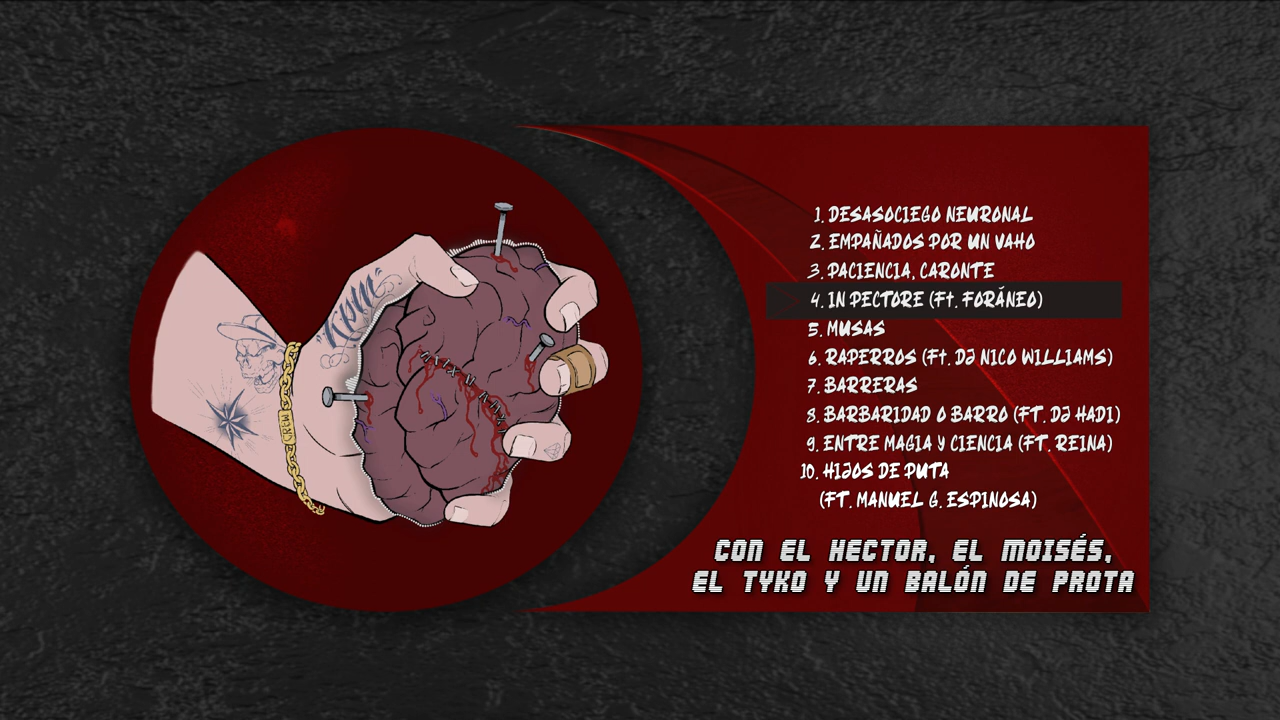 "KPM"
KPM
1. DESASOCIEGO NEURONAL
2. EMPAÑADOS POR UN VAHO
3. PACIENCIA, CARONTE
4. IN PECTORE (Ft. FORÁNEO)
5. MUSAS
6. RAPERROS (Ft. DJ NICO WILLIAMS)
7. BARRERAS
8. BARBARIDAD O BARRO (FT. DJ HADI)
9. ENTRE MAGIA Y CIENCIA (FT. REINA)
10. HIJOS DE PUTA
(FT. MANUEL G. ESPINOSA)
CON EL HECTOR, EL MOISÉS,
EL TYKO Y UN BALÓN DE PROTA